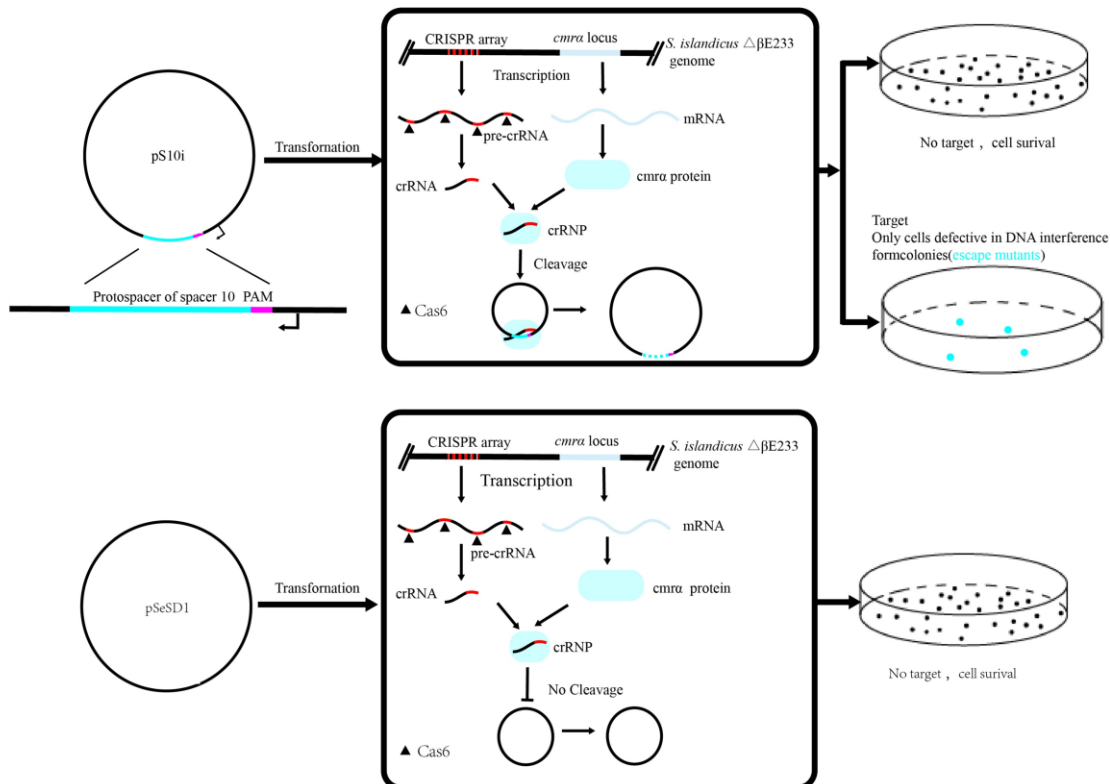 CRISPR array
cmrα locus
S. islandicus △βE233
genome
Transcription
pS10i
Transfornation
pre-crRNA
mRNA
crRNA
cmrα protein
crRNP
Cleavage
▲ Cas6
Protospacer of spacer 10 PAM
No target , cell surival
Target
Only cells defective in DNA interference
formcolonies(escape mutants)
CRISPR array
cmrα locus
S. islandicus △βE233
genome
Transcription
pSeSD1
Transfornation
pre-crRNA
mRNA
crRNA
cmrα protein
crRNP
No Cleavage
▲ Cas6
No target , cell surival